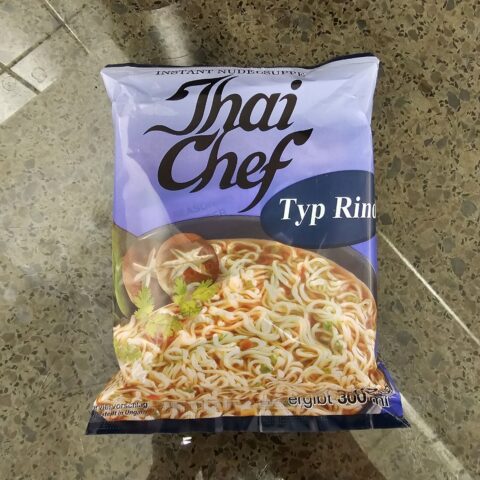 INSTANT NUDELSUPPE
Thai
Chef
Typ Rind
ergibt 300 ml